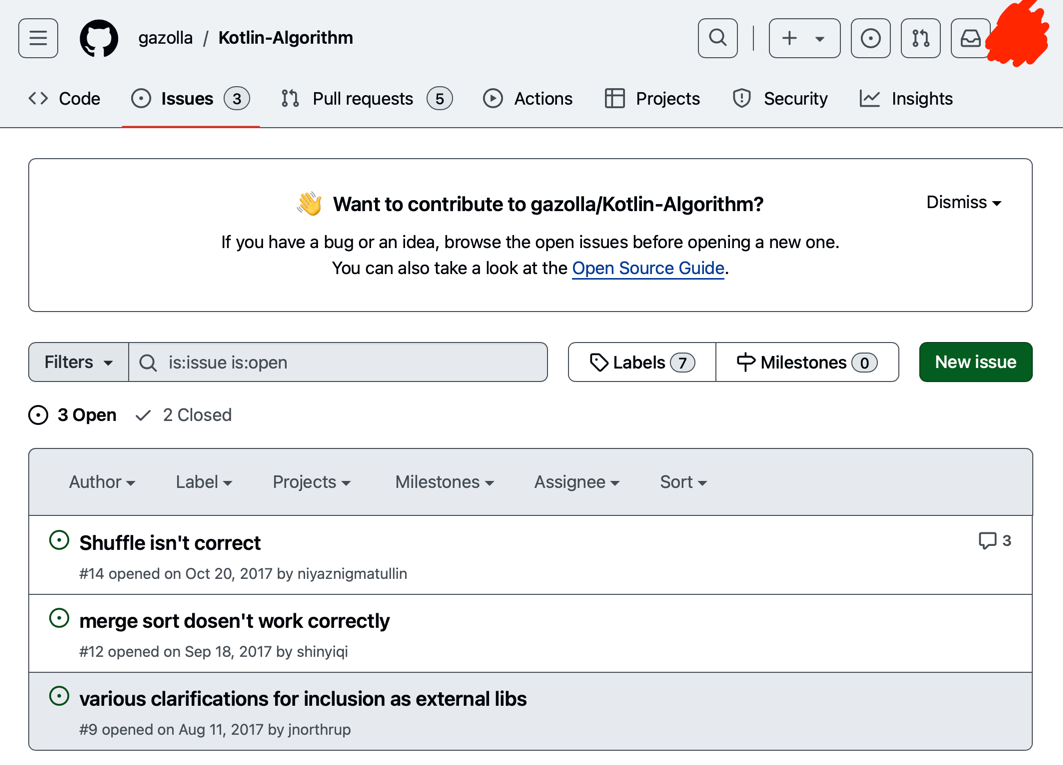 gazolla / Kotlin-Algorithm
Code Issues 3 Pull requests 5 Actions Projects Security Insights
Want to contribute to gazolla/Kotlin-Algorithm?
Dismiss
If you have a bug or an idea, browse the open issues before opening a new one.
You can also take a look at the Open Source Guide.
Filters is:issue is:open Labels 7 Milestones 0 New issue
3 Open 2 Closed
Author Label Projects Milestones Assignee Sort
Shuffle isn't correct 3
#14 opened on Oct 20, 2017 by niyaznigmatullin
merge sort dosen't work correctly
#12 opened on Sep 18, 2017 by shinyiqi
various clarifications for inclusion as external libs
#9 opened on Aug 11, 2017 by jnorthrup